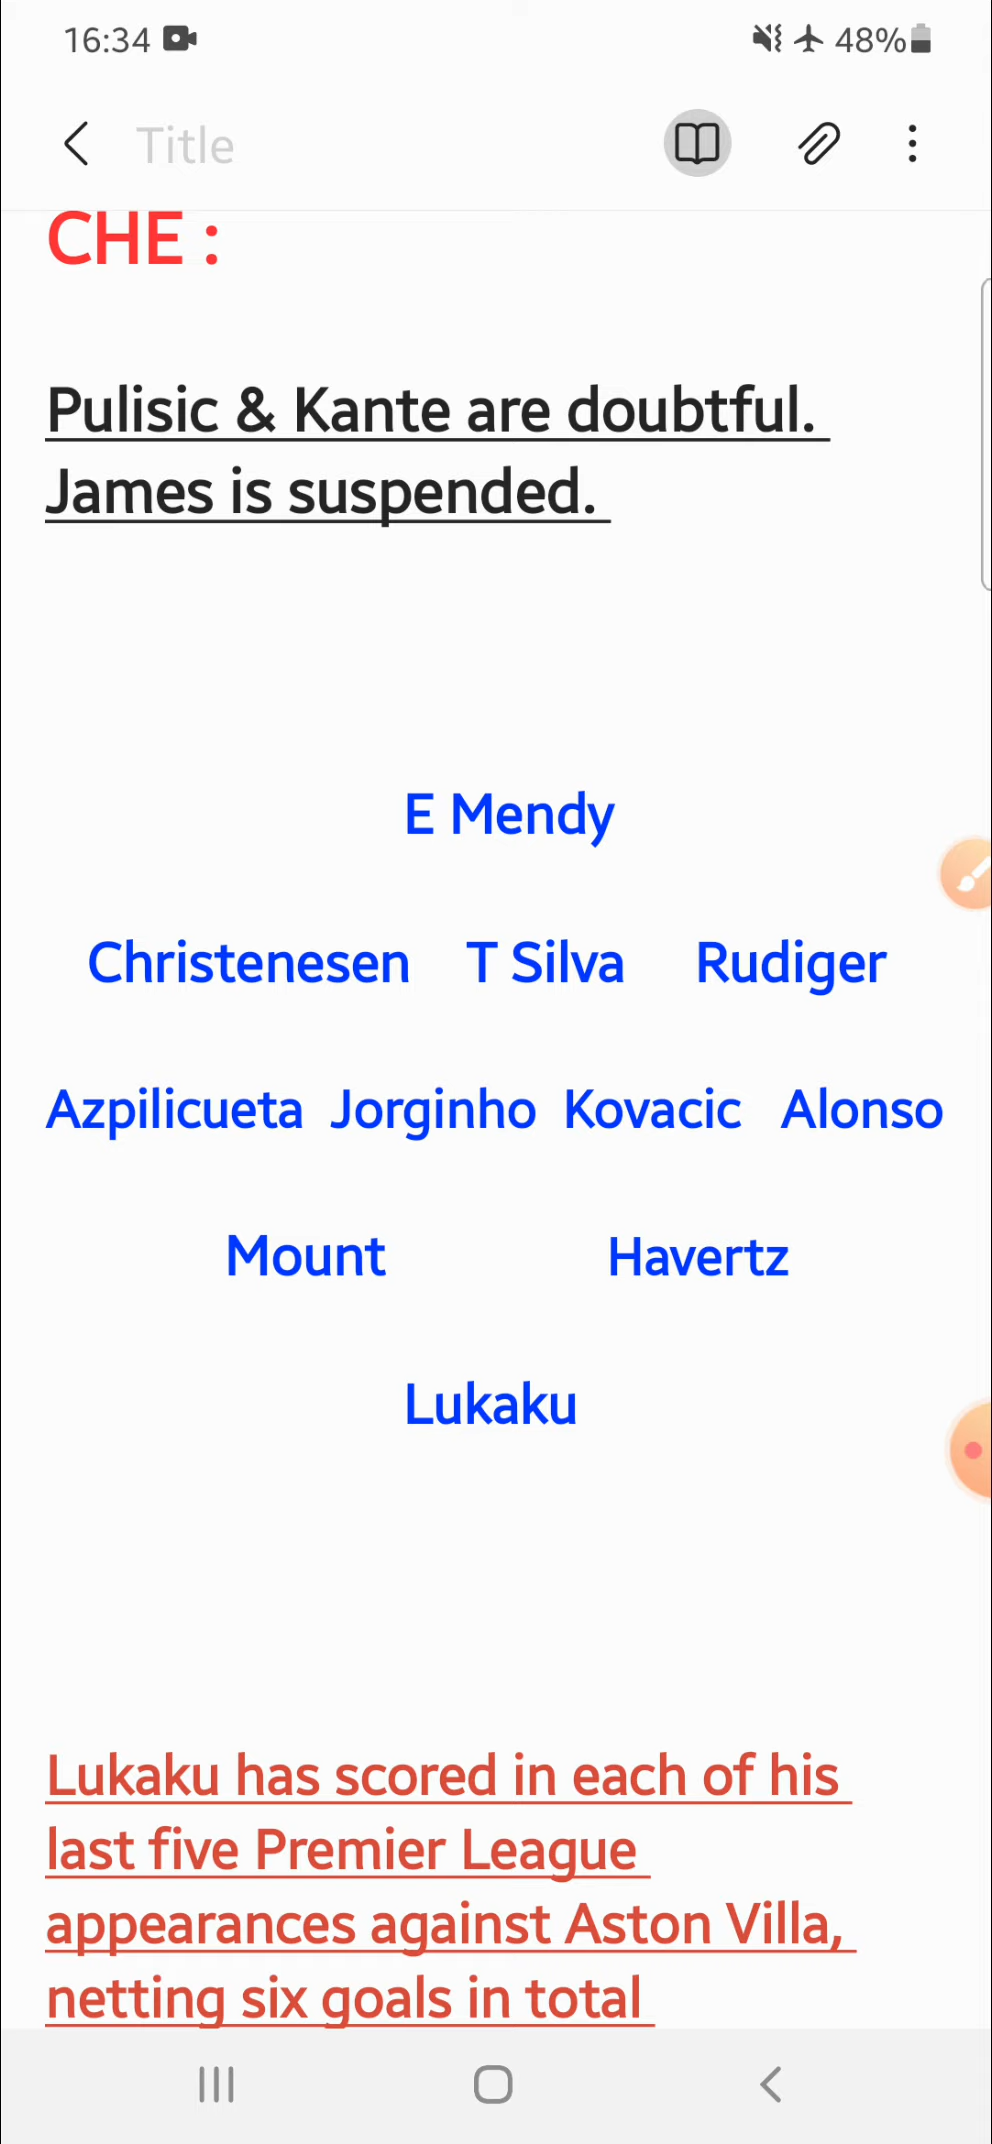 16:34 48%
Title
CHE :
Pulisic & Kante are doubtful.
James is suspended.
E Mendy
Christenesen T Silva Rudiger
Azpilicueta Jorginho Kovacic Alonso
Mount Havertz
Lukaku
Lukaku has scored in each of his
last five Premier League
appearances against Aston Villa,
netting six goals in total